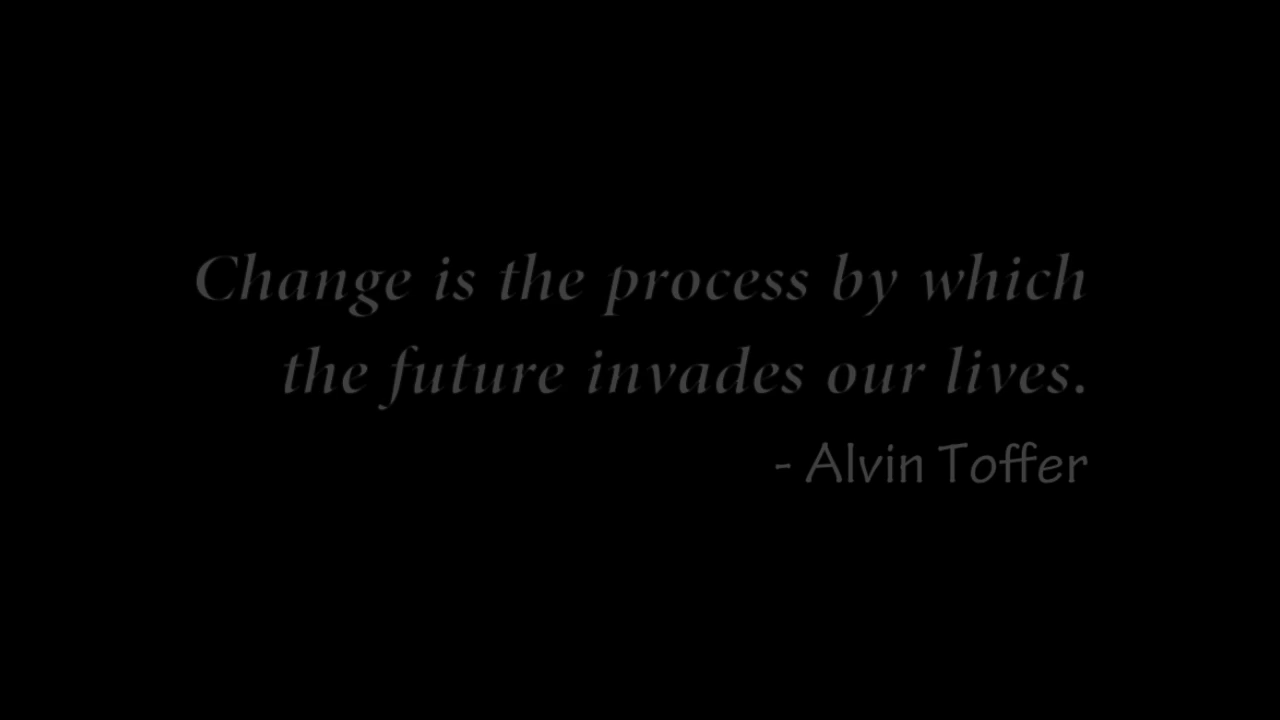 Change is the process by which
the future invades our lives.
- Alvin Toffer